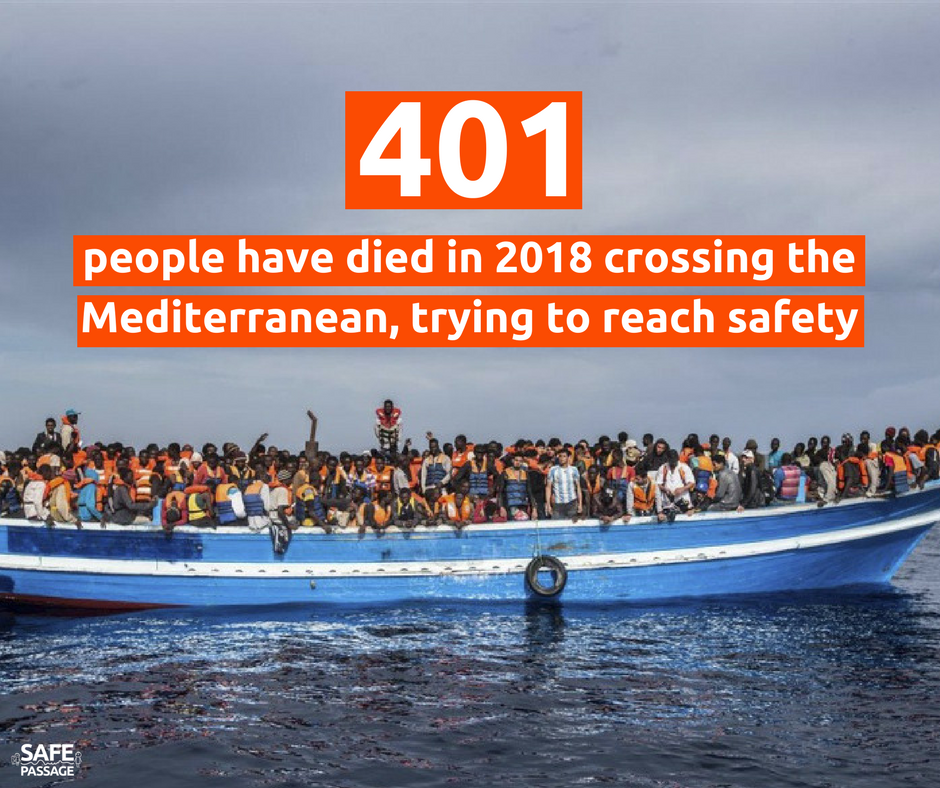 401
people have died in 2018 crossing the
Mediterranean, trying to reach safety
SAFE
PASSAGE